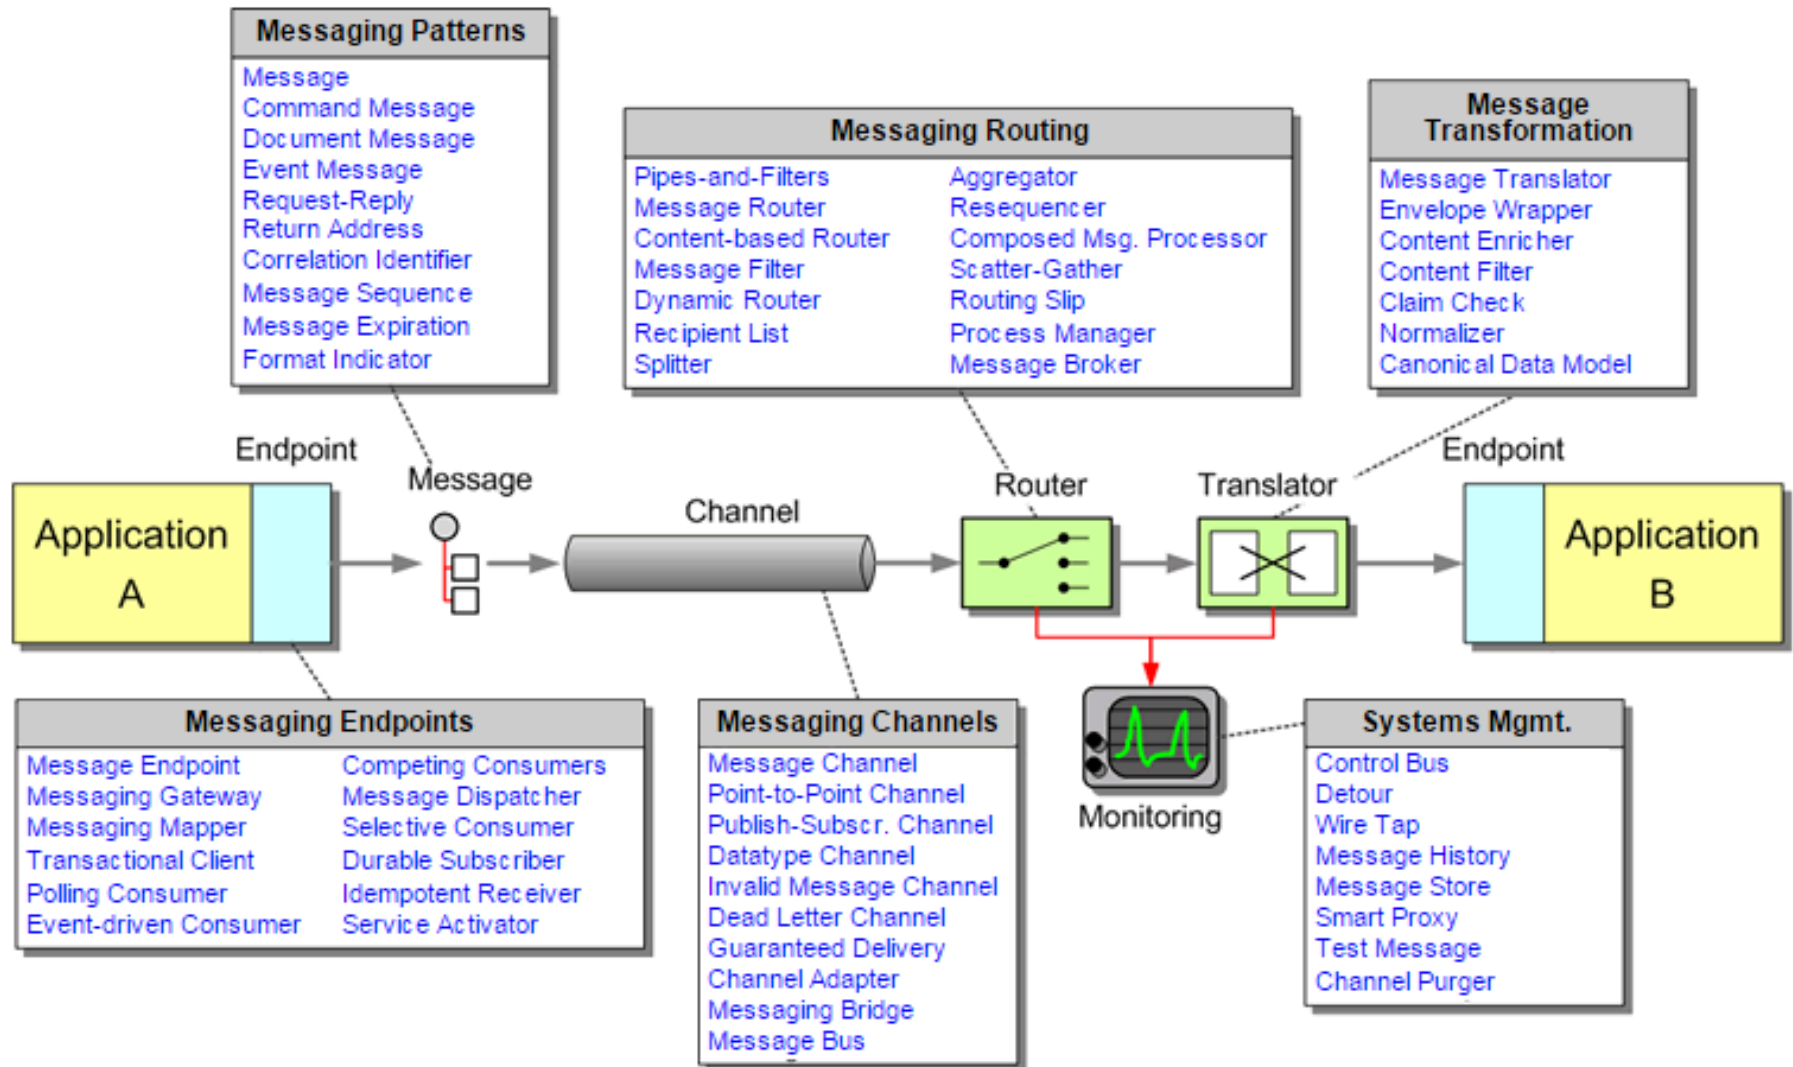 Messaging Patterns
Message
Command Message
Document Message
Event Message
Request-Reply
Return Address
Correlation Identifier
Message Sequence
Message Expiration
Format Indicator
Messaging Routing
Pipes-and-Filters
Message Router
Content-based Router
Message Filter
Dynamic Router
Recipient List
Splitter
Aggregator
Resequencer
Composed Msg. Processor
Scatter-Gather
Routing Slip
Process Manager
Message Broker
Message
Transformation
Message Translator
Envelope Wrapper
Content Enricher
Content Filter
Claim Check
Normalizer
Canonical Data Model
Endpoint
Application
A
Message
Channel
Router
Translator
Endpoint
Application
B
Messaging Endpoints
Message Endpoint
Messaging Gateway
Messaging Mapper
Transactional Client
Polling Consumer
Event-driven Consumer
Competing Consumers
Message Dispatcher
Selective Consumer
Durable Subscriber
Idempotent Receiver
Service Activator
Messaging Channels
Message Channel
Point-to-Point Channel
Publish-Subscr. Channel
Datatype Channel
Invalid Message Channel
Dead Letter Channel
Guaranteed Delivery
Channel Adapter
Messaging Bridge
Message Bus
Monitoring
Systems Mgmt.
Control Bus
Detour
Wire Tap
Message History
Message Store
Smart Proxy
Test Message
Channel Purger